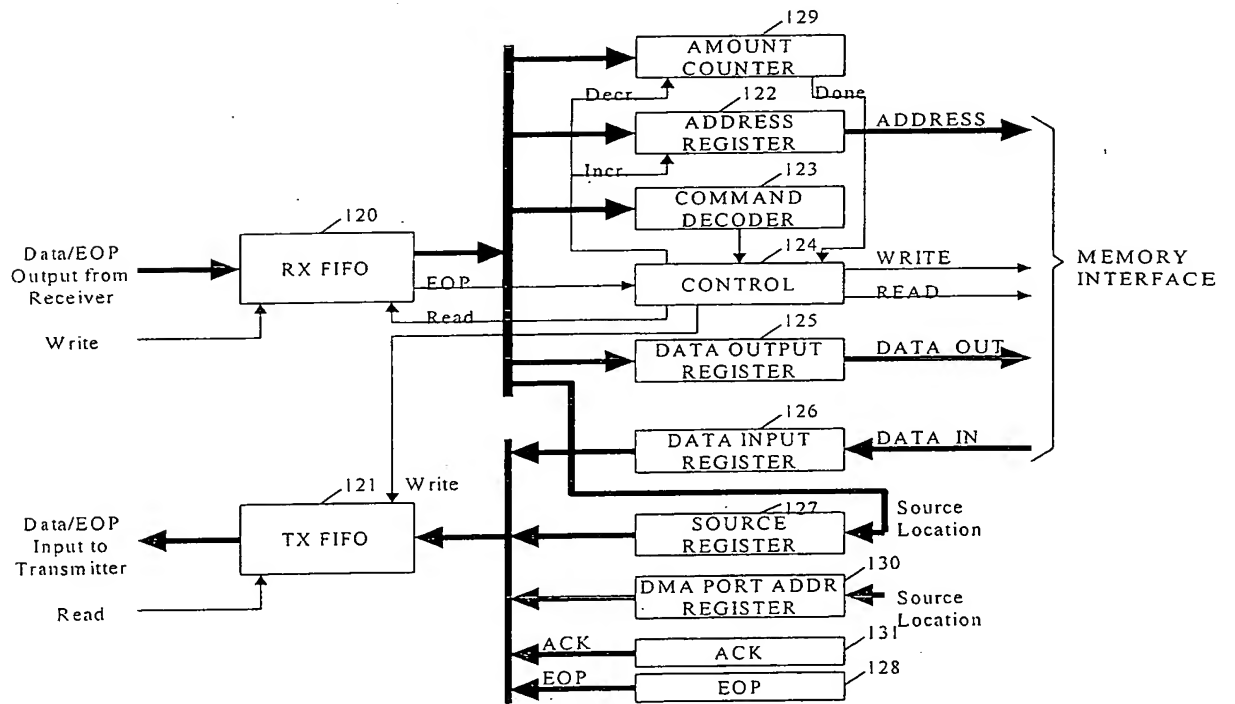 129
AMOUNT
COUNTER
Decr
Done
122
ADDRESS
REGISTER
ADDRESS
Incr
123
COMMAND
DECODER
120
Data/EOP
Output from
Receiver
RX FIFO
EOP
Read
Write
124
CONTROL
WRITE
READ
MEMORY
INTERFACE
125
DATA OUTPUT
REGISTER
DATA OUT
126
DATA INPUT
REGISTER
DATA IN
121
Write
Data/EOP
Input to
Transmitter
TX FIFO
Read
127
SOURCE
REGISTER
Source
Location
130
DMA PORT ADDR
REGISTER
Source
Location
131
ACK
ACK
128
EOP
EOP